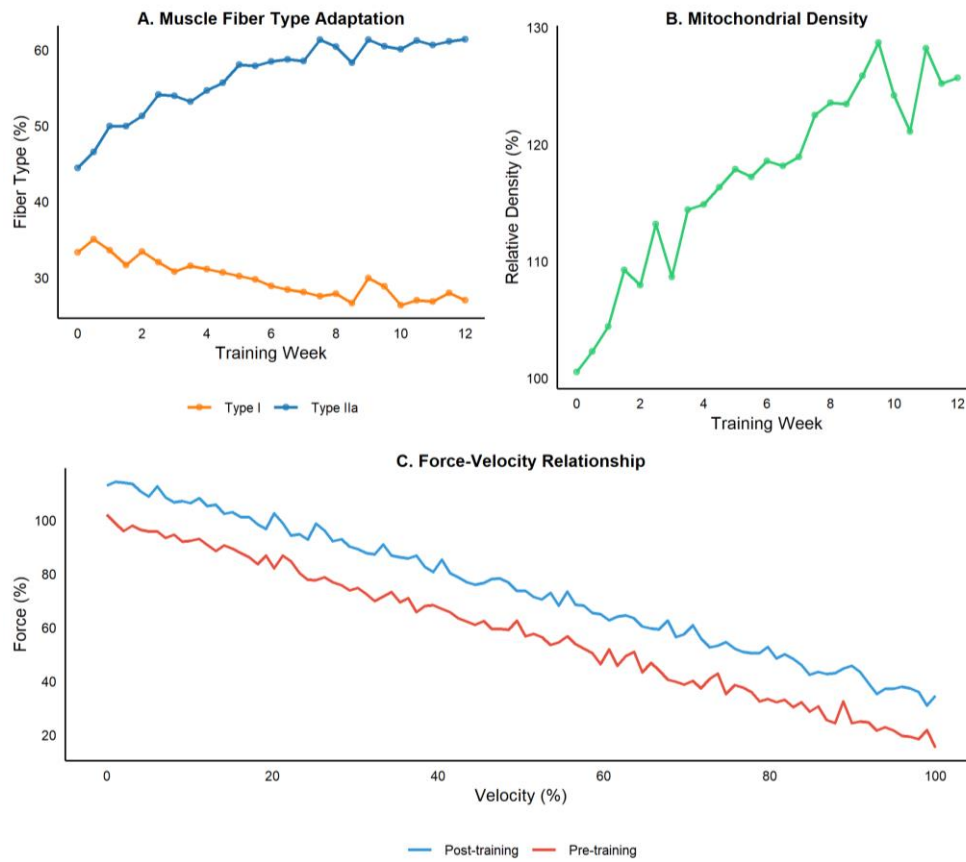 A. Muscle Fiber Type Adaptation
60
50
40
30
Fiber Type (%)
0 2 4 6 8 10 12
Training Week
Type I Type IIa
B. Mitochondrial Density
130
120
110
100
Relative Density (%)
0 2 4 6 8 10 12
Training Week
C. Force-Velocity Relationship
100
80
60
40
20
Force (%)
0 20 40 60 80 100
Velocity (%)
Post-training Pre-training